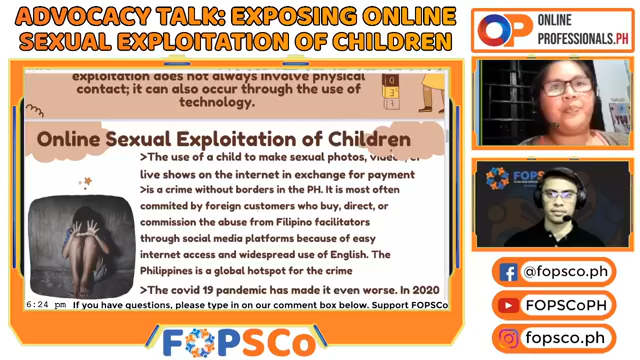 ADVOCACY TALK: EXPOSING ONLINE
SEXUAL EXPLOITATION OF CHILDREN
OP ONLINE
PROFESSIONALS.PH
exploitation does not always involve physical
contact; it can also occur through the use of
technology.
Online Sexual Exploitation of Children
>The use of a child to make sexual photos, video, or
live shows on the internet in exchange for payment
>is a crime without borders in the PH. It is most often
commited by foreign customers who buy, direct, or
commission the abuse from Filipino facilitators
through social media platforms because of easy
internet access and widespread use of English. The
Philippines is a global hotspot for the crime
>The covid 19 pandemic has made it even worse. In 2020
6:24 pm If you have questions, please type in on our comment box below. Support FOPSCo
FOPSCo
FOPS
@fopsco.ph
FOPSCoPH
fopsco.ph